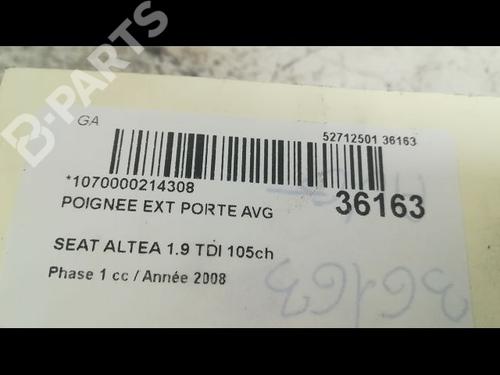 B-PARTS
GA
52712501 36163
*1070000214308
36163
POIGNEE EXT PORTE AVG
SEAT ALTEA 1.9 TDI 105ch
Phase 1 cc / Année 2008
36163